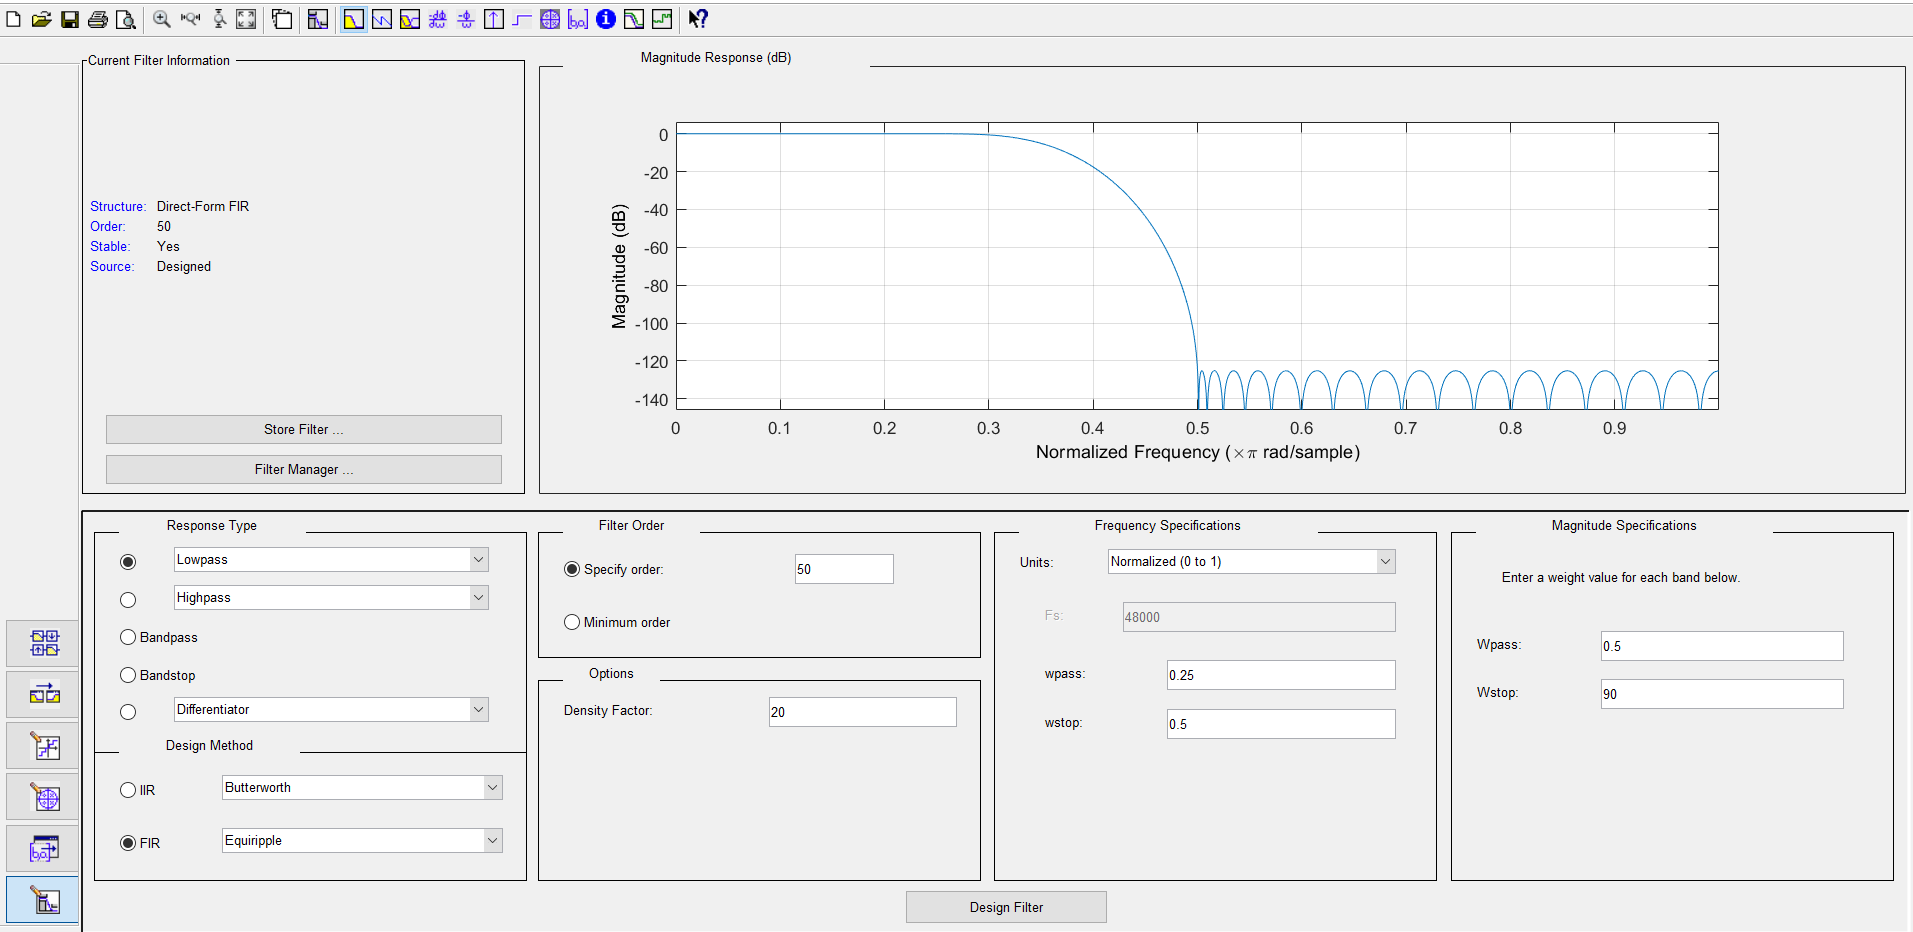 Current Filter Information
Structure: Direct-Form FIR
Order: 50
Stable: Yes
Source: Designed
Store Filter ...
Filter Manager ...
Magnitude Response (dB)
Magnitude (dB)
0
-20
-40
-60
-80
-100
-120
-140
0 0.1 0.2 0.3 0.4 0.5 0.6 0.7 0.8 0.9
Normalized Frequency (×π rad/sample)
Response Type
Lowpass
Highpass
Bandpass
Bandstop
Differentiator
Design Method
IIR Butterworth
FIR Equiripple
Filter Order
Specify order: 50
Minimum order
Options
Density Factor: 20
Frequency Specifications
Units: Normalized (0 to 1)
Fs: 48000
wpass: 0.25
wstop: 0.5
Magnitude Specifications
Enter a weight value for each band below.
Wpass: 0.5
Wstop: 90
Design Filter